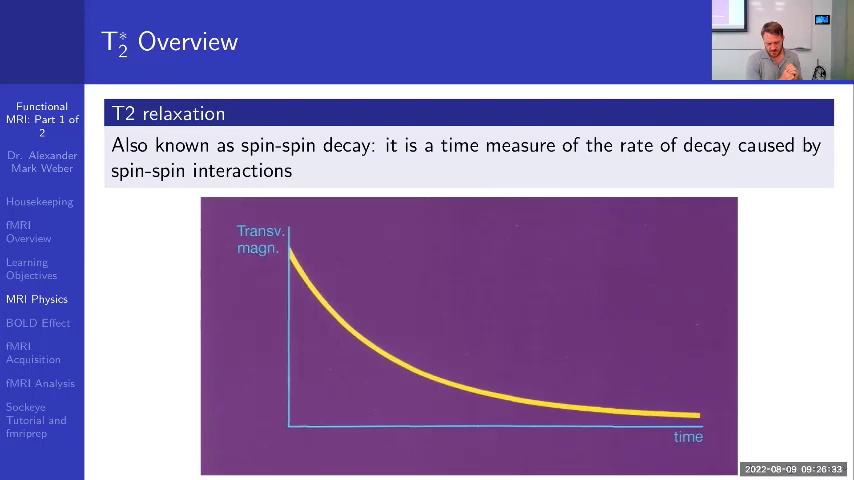 T2* Overview
Functional
MRI: Part 1 of
2
Dr. Alexander
Mark Weber
Housekeeping
fMRI
Overview
Learning
Objectives
MRI Physics
BOLD Effect
fMRI
Acquisition
fMRI Analysis
Sockeye
Tutorial and
fmriprep
T2 relaxation
Also known as spin-spin decay: it is a time measure of the rate of decay caused by
spin-spin interactions
Transv.
magn.
time
2022-08-09 09:26:33